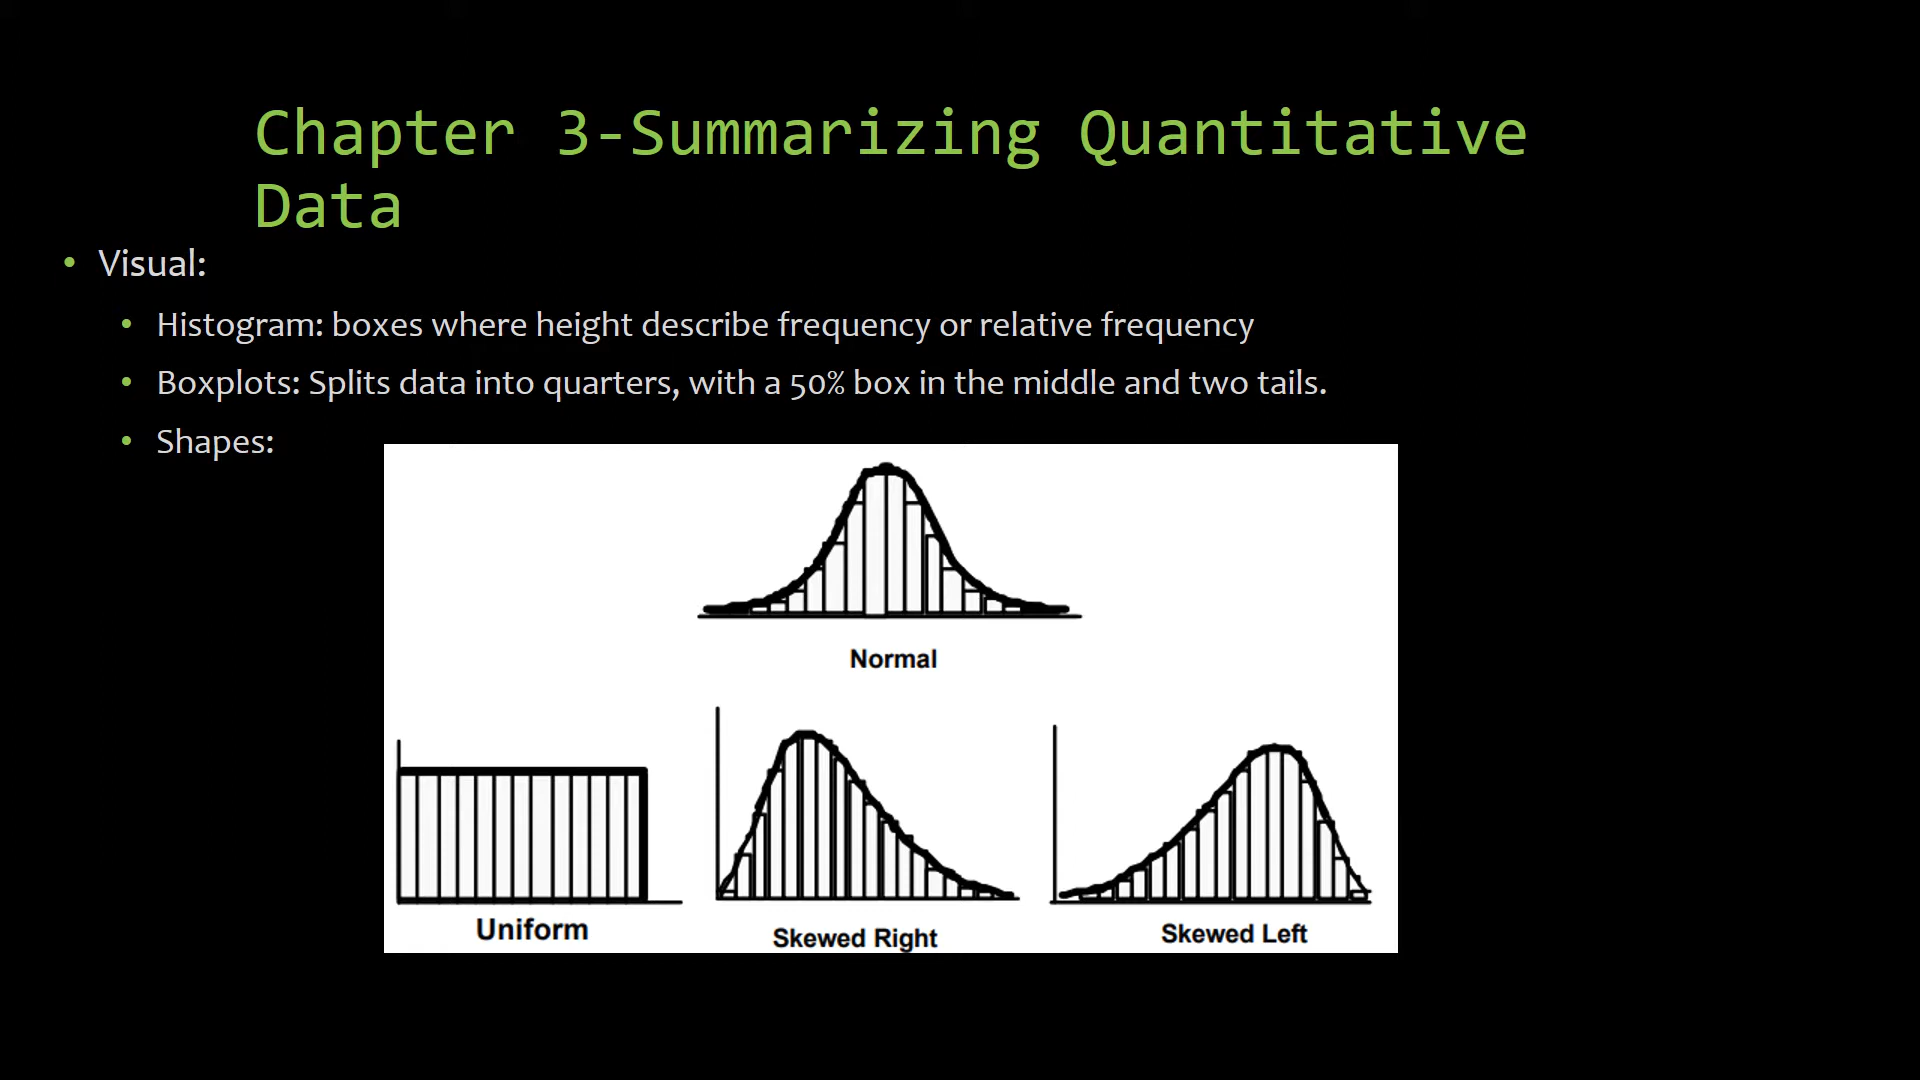 Chapter 3-Summarizing Quantitative
Data
• Visual:
• Histogram: boxes where height describe frequency or relative frequency
• Boxplots: Splits data into quarters, with a 50% box in the middle and two tails.
• Shapes:
Normal
Uniform
Skewed Right
Skewed Left